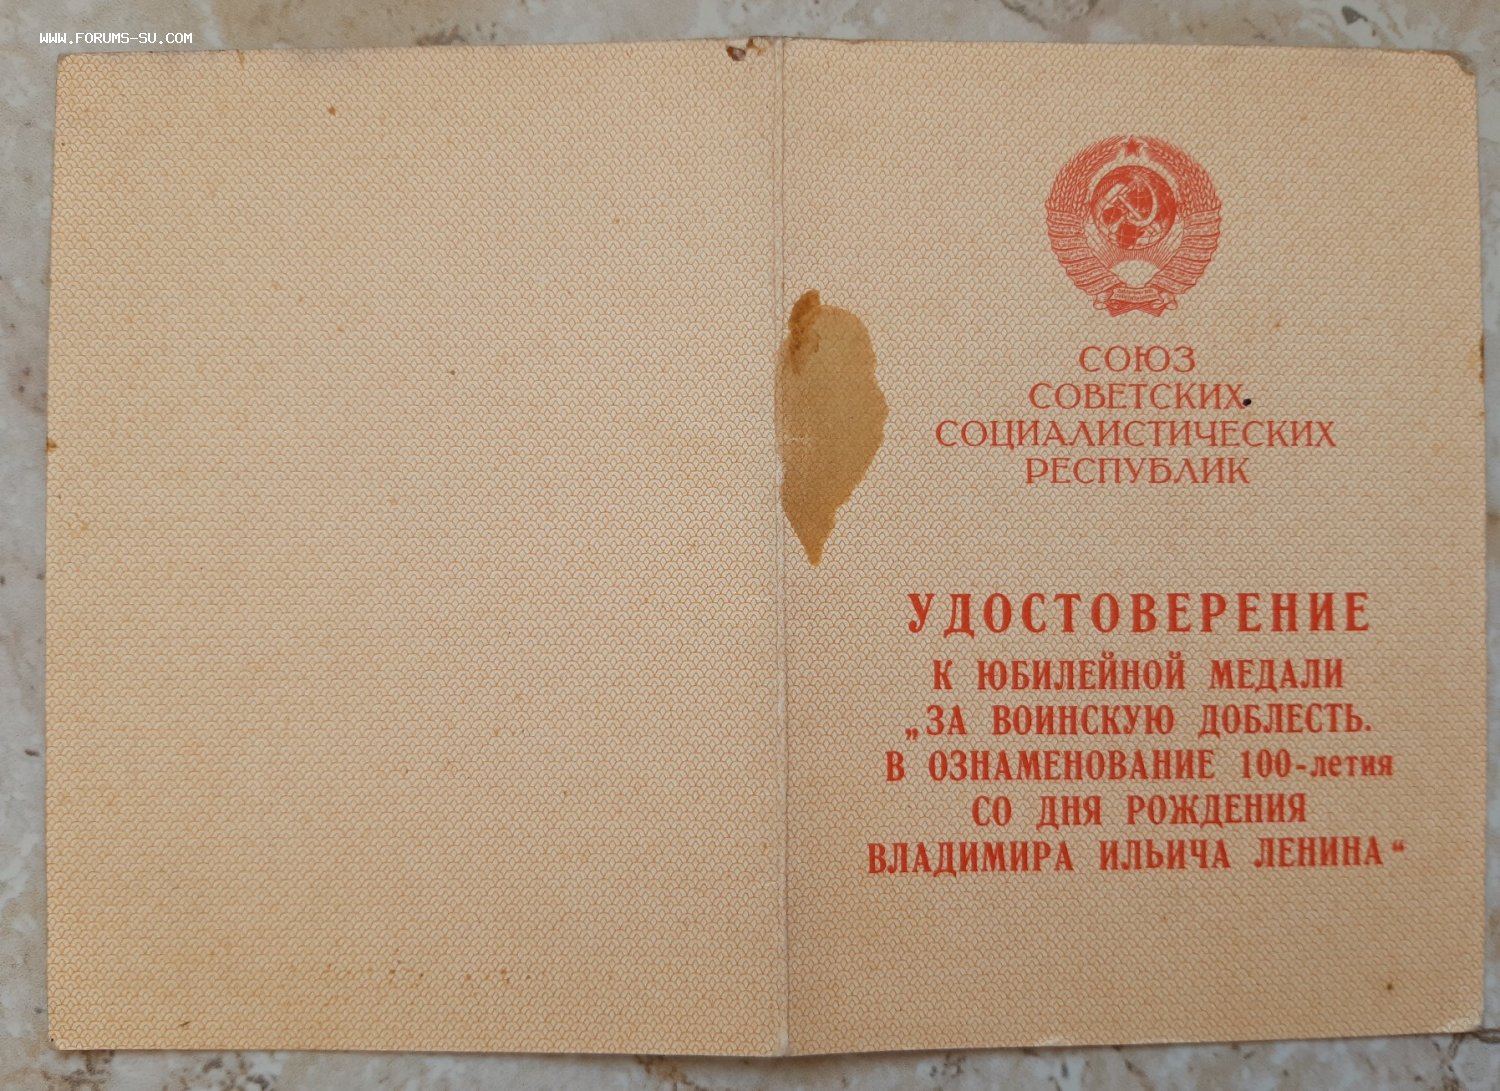 WWW.FORUMS-SU.COM
СОЮЗ
СОВЕТСКИХ
СОЦИАЛИСТИЧЕСКИХ
РЕСПУБЛИК
УДОСТОВЕРЕНИЕ
К ЮБИЛЕЙНОЙ МЕДАЛИ
„ЗА ВОИНСКУЮ ДОБЛЕСТЬ.
В ОЗНАМЕНОВАНИЕ 100-летия
СО ДНЯ РОЖДЕНИЯ
ВЛАДИМИРА ИЛЬИЧА ЛЕНИНА“